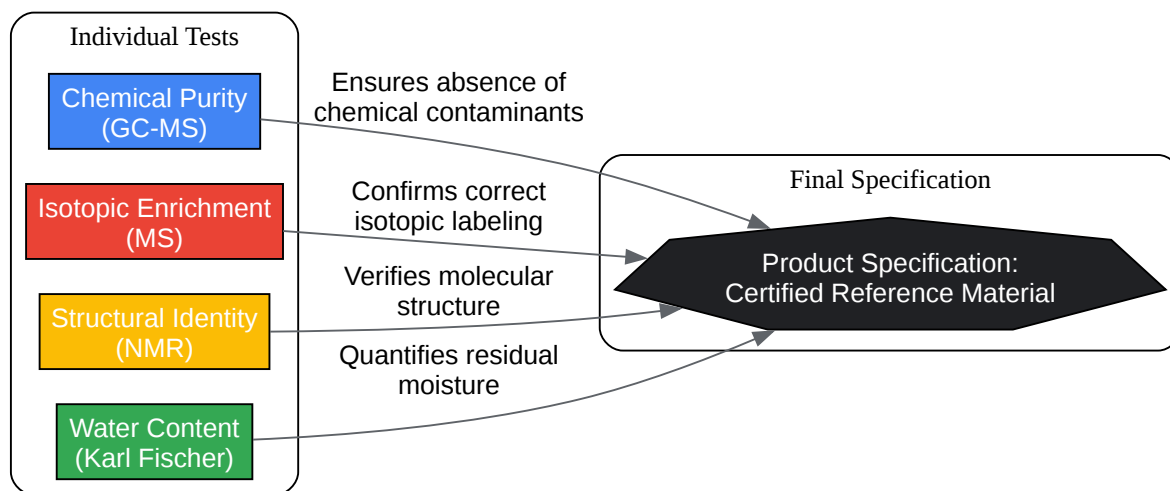 Individual Tests
Chemical Purity
(GC-MS)
Isotopic Enrichment
(MS)
Structural Identity
(NMR)
Water Content
(Karl Fischer)
Ensures absence of
chemical contaminants
Confirms correct
isotopic labeling
Verifies molecular
structure
Quantifies residual
moisture
Final Specification
Product Specification:
Certified Reference Material